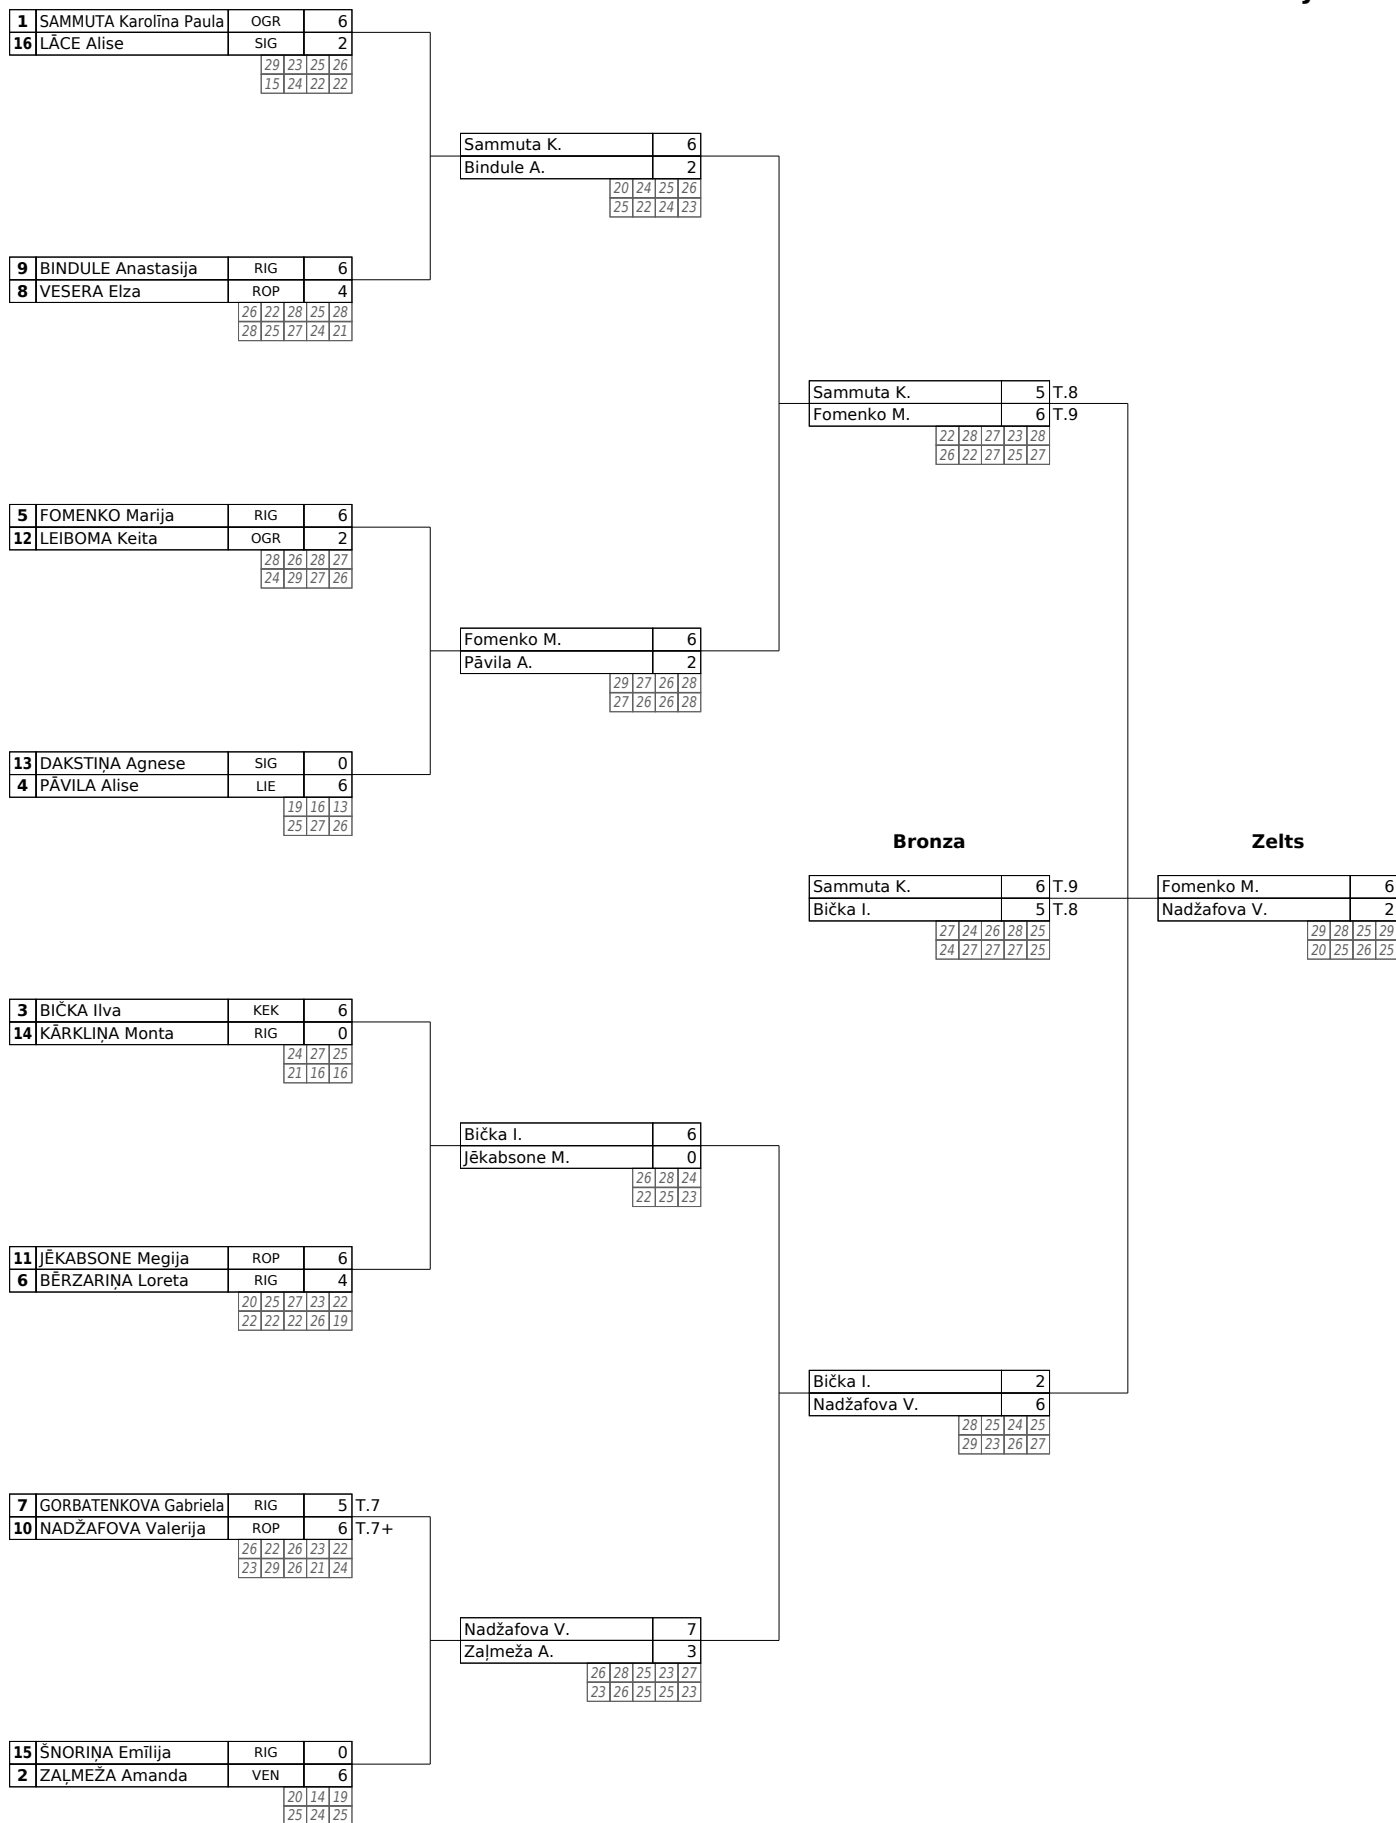 1 SAMMUTA Karolīna Paula OGR 6
16 LĀCE Alise SIG 2
29 23 25 26
15 24 22 22
Sammuta K. 6
Bindule A. 2
20 24 25 26
25 22 24 23
9 BINDULE Anastasija RIG 6
8 VESERA Elza ROP 4
26 22 28 25 28
28 25 27 24 21
Sammuta K. 5 T.8
Fomenko M. 6 T.9
22 28 27 23 28
26 22 27 25 27
5 FOMENKO Marija RIG 6
12 LEIBOMA Keita OGR 2
28 26 28 27
24 29 27 26
Fomenko M. 6
Pāvila A. 2
29 27 26 28
27 26 26 28
13 DAKSTIŅA Agnese SIG 0
4 PĀVILA Alise LIE 6
19 16 13
25 27 26
Bronza Zelts
Sammuta K. 6 T.9 Fomenko M. 6
Bička I. 5 T.8 Nadžafova V. 2
27 24 26 28 25 29 28 25 29
24 27 27 27 25 20 25 26 25
3 BIČKA Ilva KEK 6
14 KĀRKLIŅA Monta RIG 0
24 27 25
21 16 16
Bička I. 6
Jēkabsone M. 0
26 28 24
22 25 23
11 JĒKABSONE Megija ROP 6
6 BĒRZARIŅA Loreta RIG 4
20 25 27 23 22
22 22 22 26 19
Bička I. 2
Nadžafova V. 6
28 25 24 25
29 23 26 27
7 GORBATENKOVA Gabriela RIG 5 T.7
10 NADŽAFOVA Valerija ROP 6 T.7+
26 22 26 23 22
23 29 26 21 24
Nadžafova V. 7
Zaļmeža A. 3
26 28 25 23 27
23 26 25 25 23
15 ŠNORIŅA Emīlija RIG 0
2 ZAĻMEŽA Amanda VEN 6
20 14 19
25 24 25